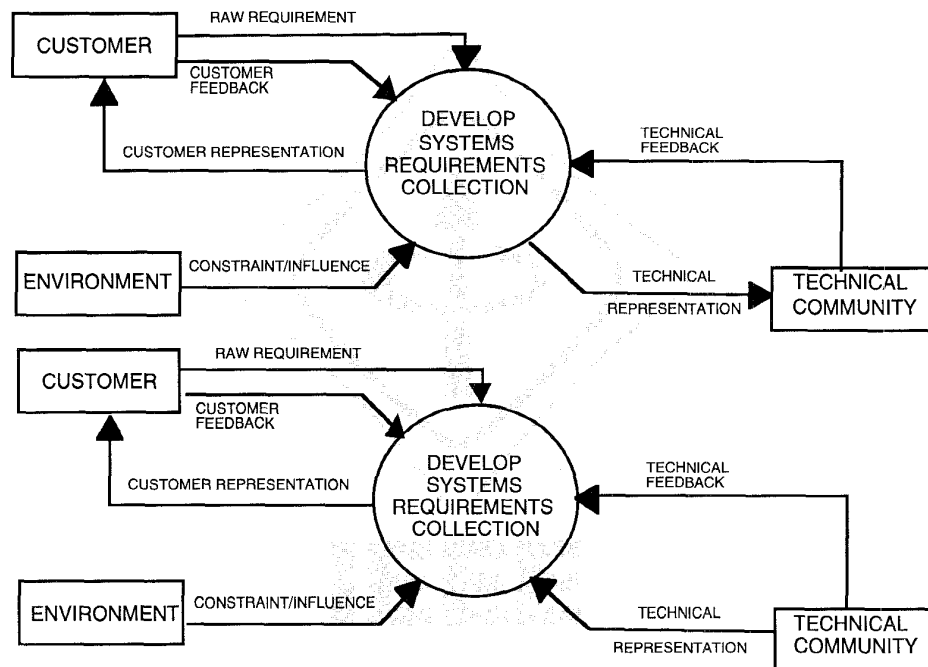 RAW REQUIREMENT
CUSTOMER
CUSTOMER
FEEDBACK
DEVELOP
SYSTEMS
REQUIREMENTS
COLLECTION
TECHNICAL
FEEDBACK
CUSTOMER REPRESENTATION
ENVIRONMENT
CONSTRAINT/INFLUENCE
TECHNICAL
REPRESENTATION
TECHNICAL
COMMUNITY
RAW REQUIREMENT
CUSTOMER
CUSTOMER
FEEDBACK
DEVELOP
SYSTEMS
REQUIREMENTS
COLLECTION
TECHNICAL
FEEDBACK
CUSTOMER REPRESENTATION
ENVIRONMENT
CONSTRAINT/INFLUENCE
TECHNICAL
REPRESENTATION
TECHNICAL
COMMUNITY